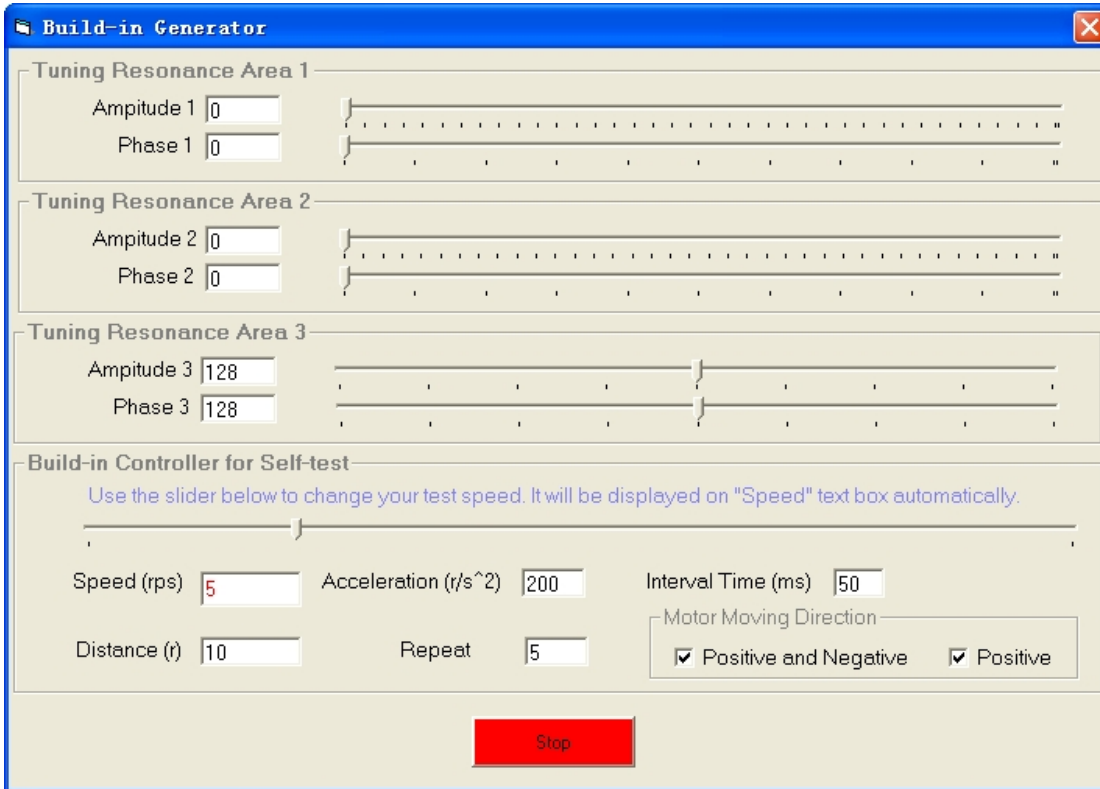 Build-in Generator
Tuning Resonance Area 1
Amplitude 1 0
Phase 1 0
Tuning Resonance Area 2
Amplitude 2 0
Phase 2 0
Tuning Resonance Area 3
Amplitude 3 128
Phase 3 128
Build-in Controller for Self-test
Use the slider below to change your test speed. It will be displayed on "Speed" text box automatically.
Speed (rps) 5 Acceleration (r/s^2) 200 Interval Time (ms) 50
Motor Moving Direction
Distance (r) 10 Repeat 5 Positive and Negative Positive
Stop